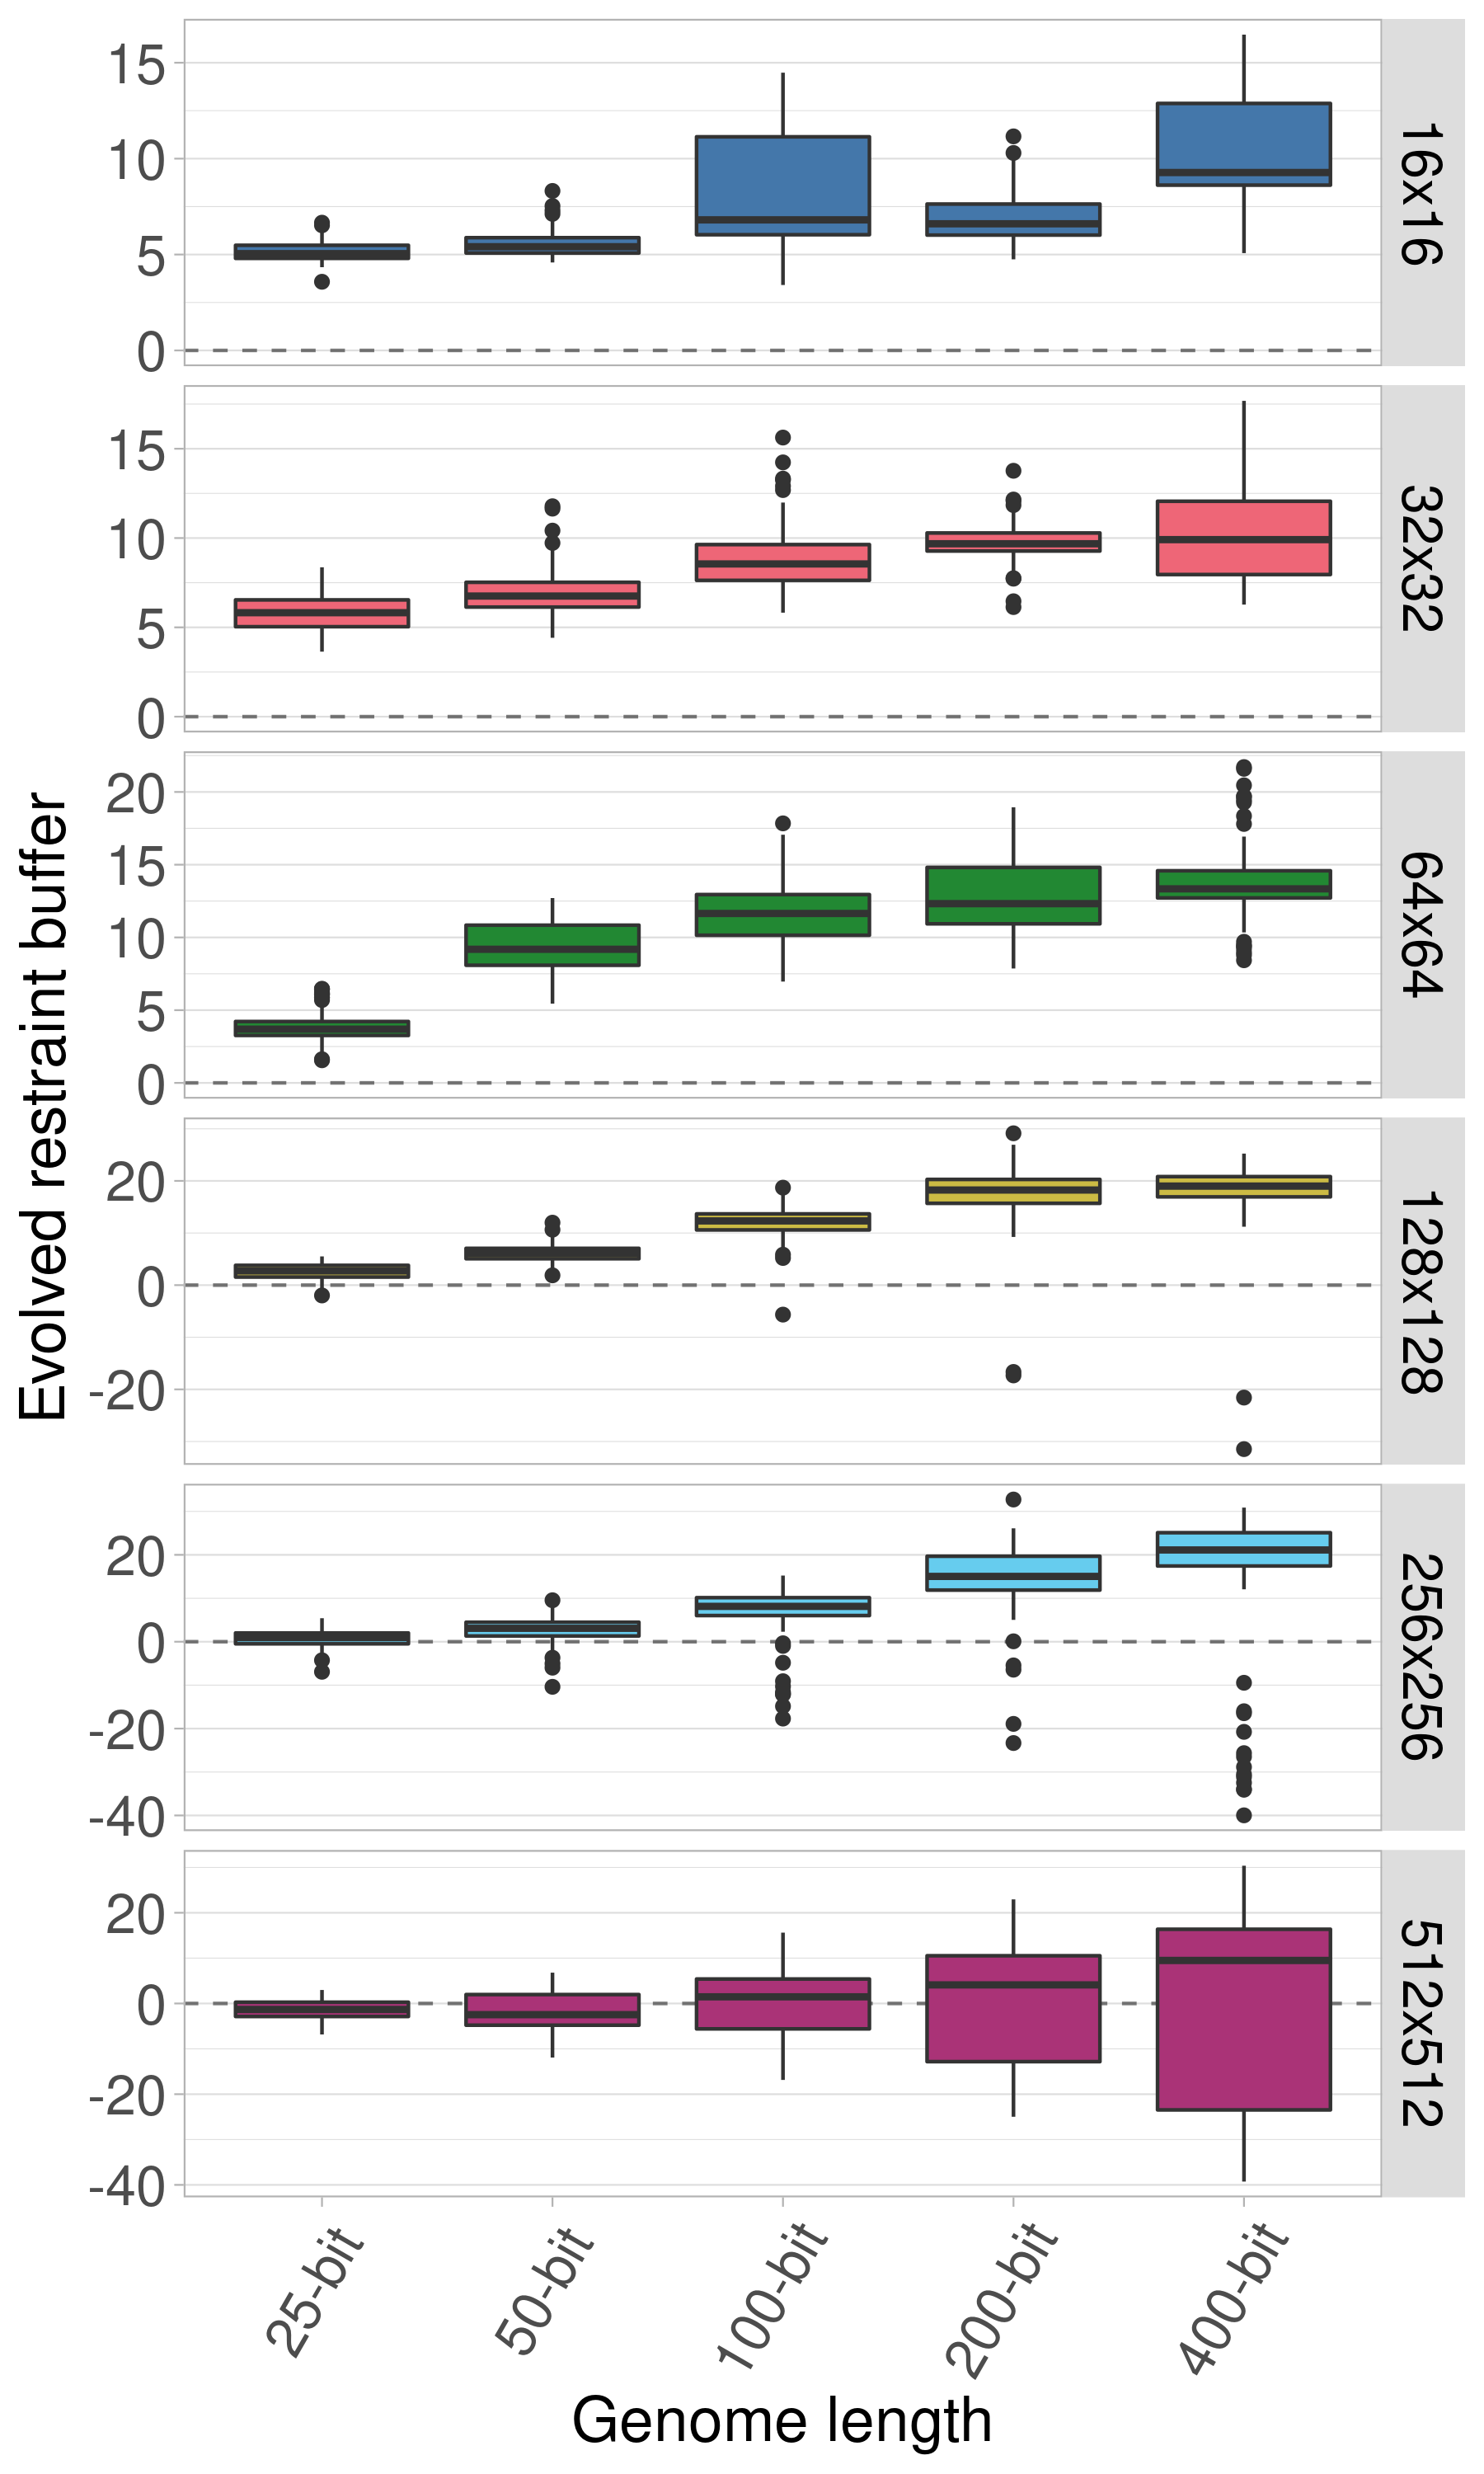 Evolved restraint buffer
15
10
5
0
16x16
15
10
5
0
32x32
20
15
10
5
0
64x64
20
0
-20
128x128
20
0
-20
-40
256x256
20
0
-20
-40
512x512
25-bit
50-bit
100-bit
200-bit
400-bit
Genome length